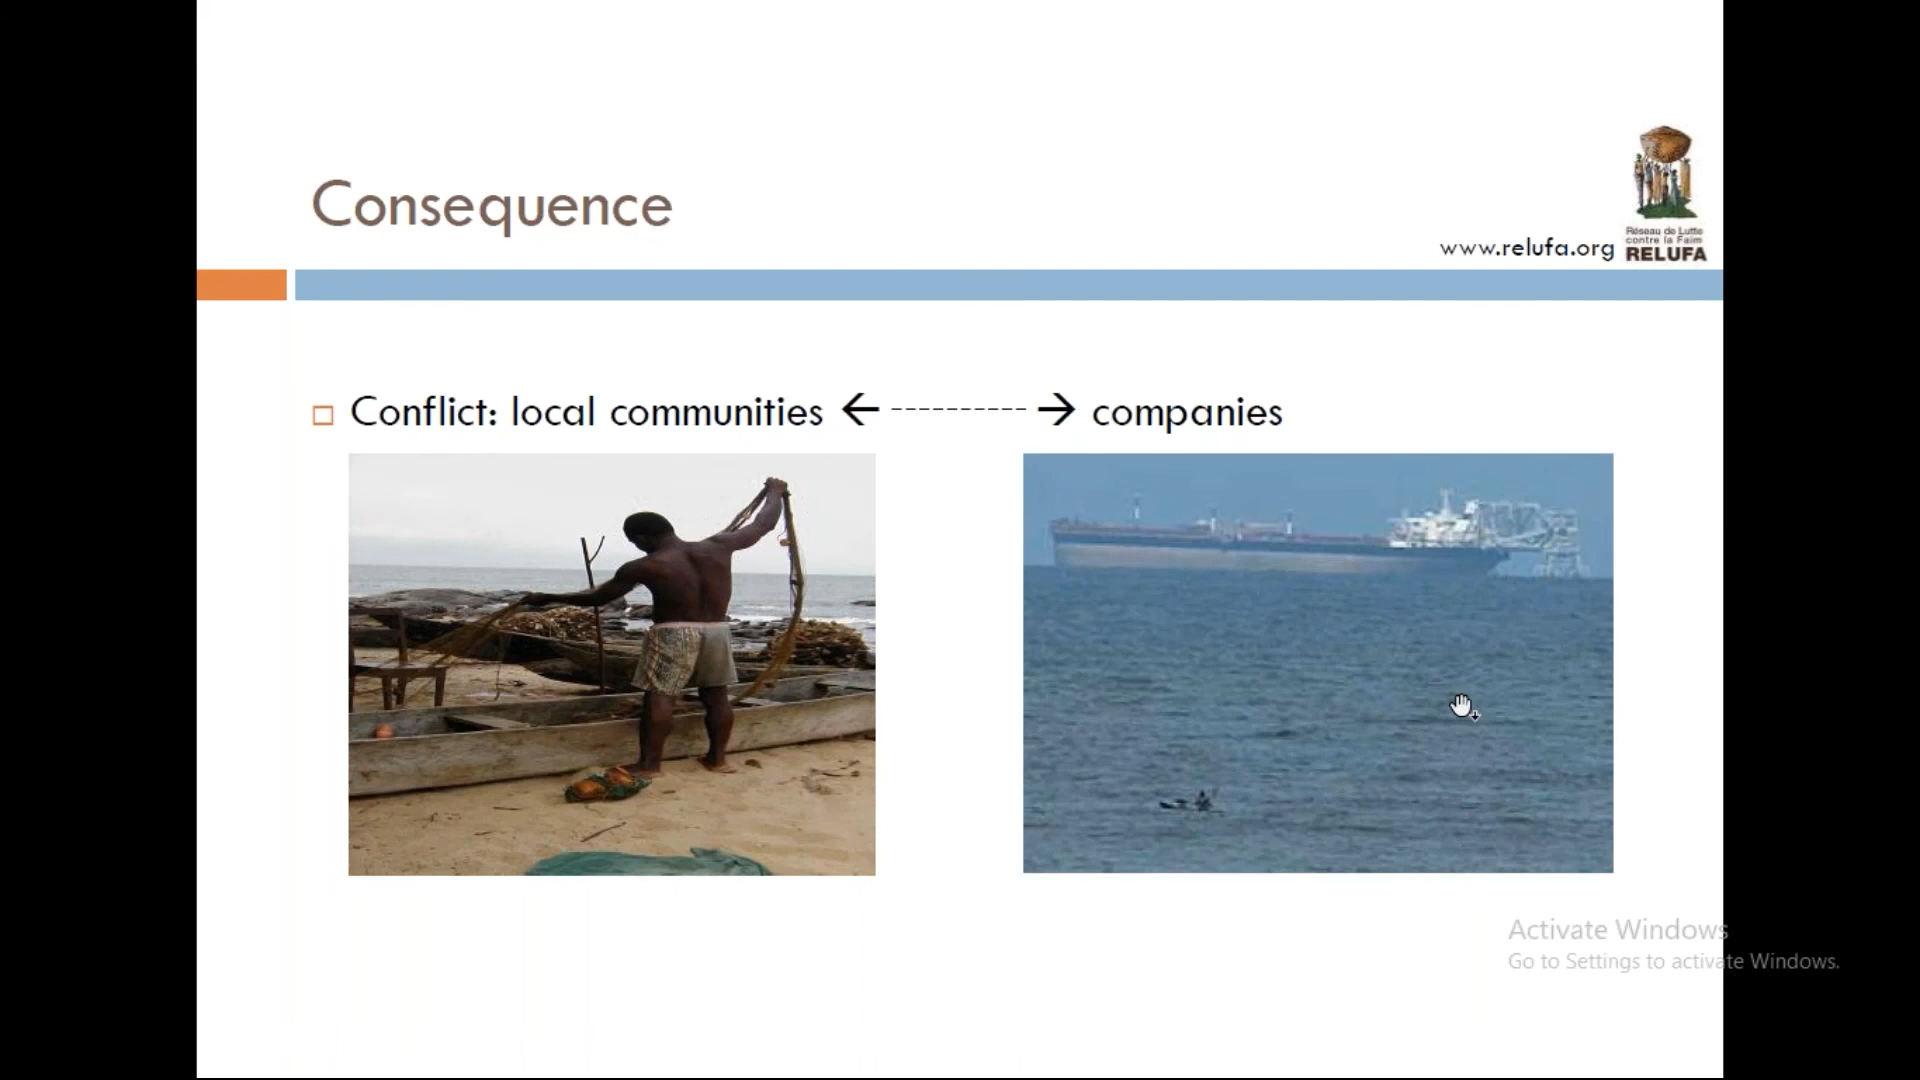 Consequence
www.relufa.org
Réseau de Lutte
contre la Faim
RELUFA
Conflict: local communities ← ---------- → companies
Activate Windows
Go to Settings to activate Windows.